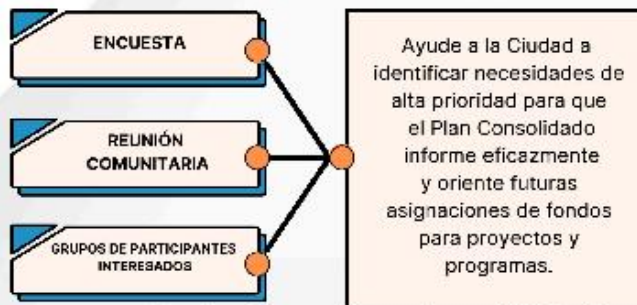 ENCUESTA
REUNIÓN
COMUNITARIA
GRUPOS DE PARTICIPANTES
INTERESADOS
Ayude a la Ciudad a
identificar necesidades de
alta prioridad para que
el Plan Consolidado
informe eficazmente
y oriente futuras
asignaciones de fondos
para proyectos y
programas.